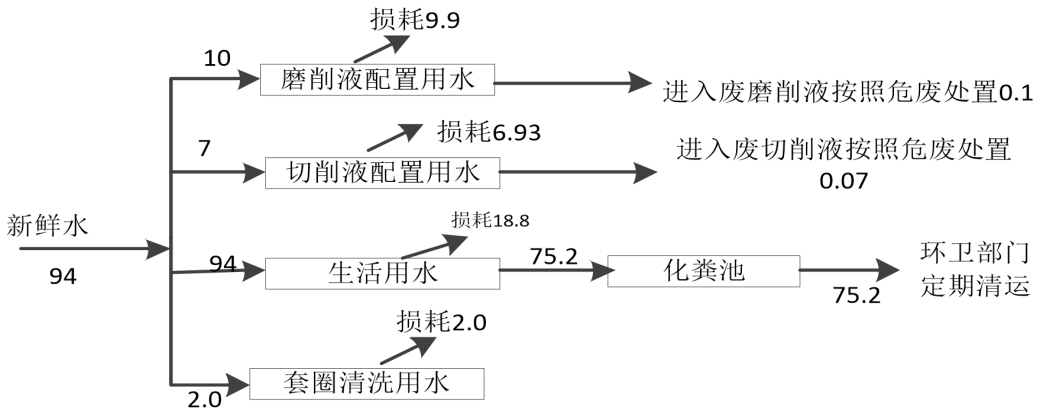 损耗9.9
10
磨削液配置用水
进入废磨削液按照危废处置0.1
7
损耗6.93
切削液配置用水
进入废切削液按照危废处置
0.07
新鲜水
94
损耗18.8
94
生活用水
75.2
化粪池
75.2
环卫部门
定期清运
损耗2.0
2.0
套圈清洗用水